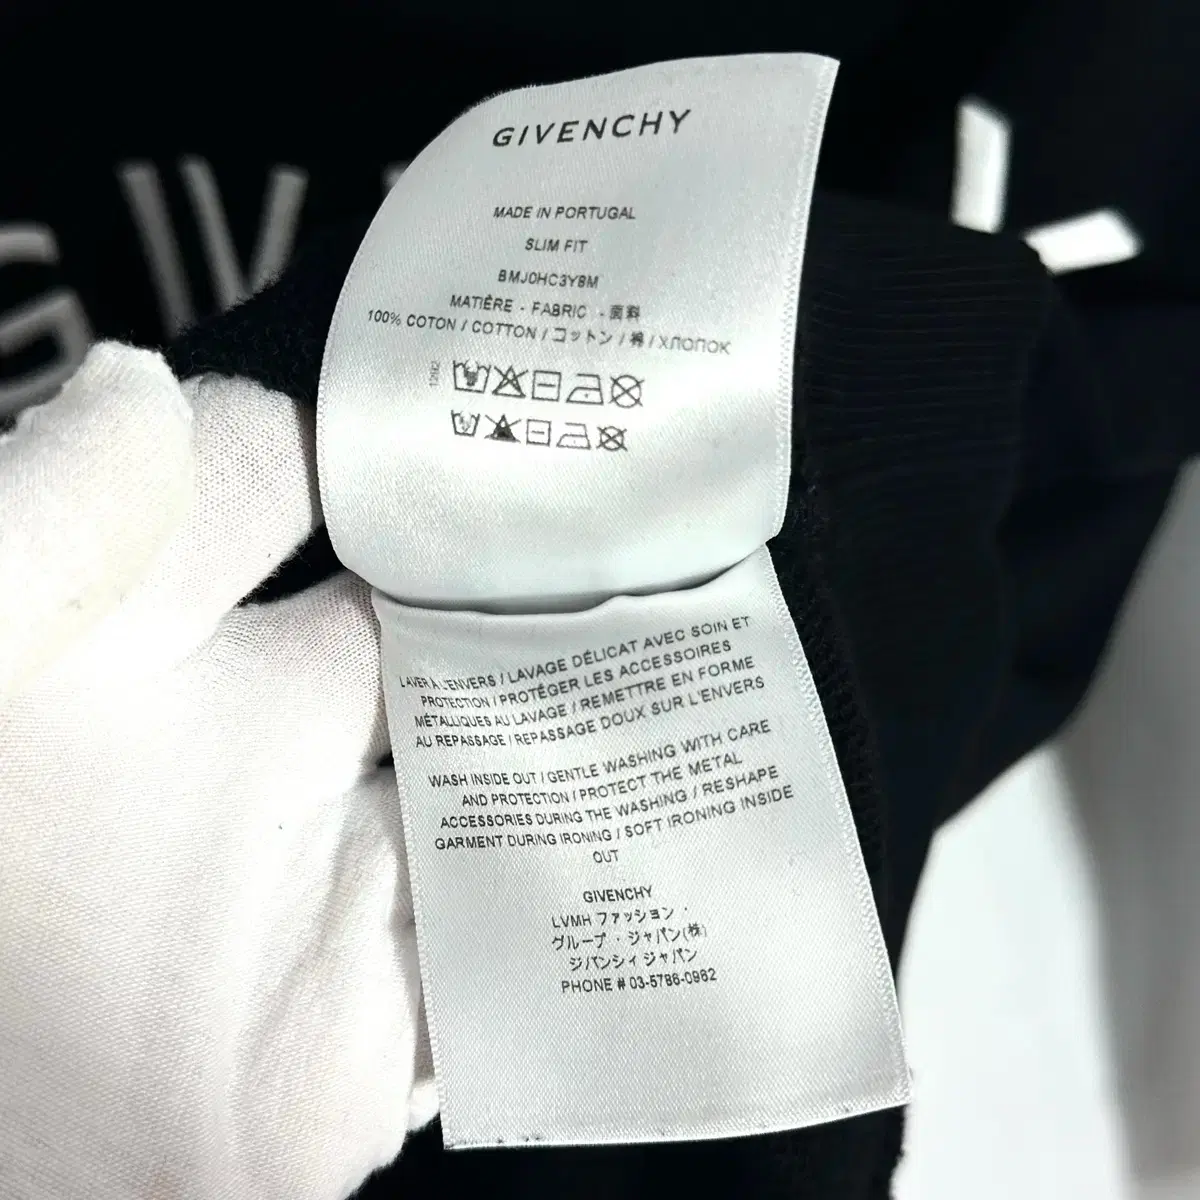 GIV
GIVENCHY
MADE IN PORTUGAL
SLIM FIT
BMJ0HC3Y8M
MATIÈRE - FABRIC - 面料
100% COTON / COTTON / コットン / 棉 / ХЛОПОК
1292
LAVER À L'ENVERS / LAVAGE DÉLICAT AVEC SOIN ET
PROTECTION / PROTÉGER LES ACCESSOIRES
MÉTALLIQUES AU LAVAGE / REMETTRE EN FORME
AU REPASSAGE / REPASSAGE DOUX SUR L'ENVERS
WASH INSIDE OUT / GENTLE WASHING WITH CARE
AND PROTECTION / PROTECT THE METAL
ACCESSORIES DURING THE WASHING / RESHAPE
GARMENT DURING IRONING / SOFT IRONING INSIDE
OUT
GIVENCHY
LVMH ファッション・
グループ・ジャパン(株)
ジバンシィ ジャパン
PHONE # 03-5786-0982